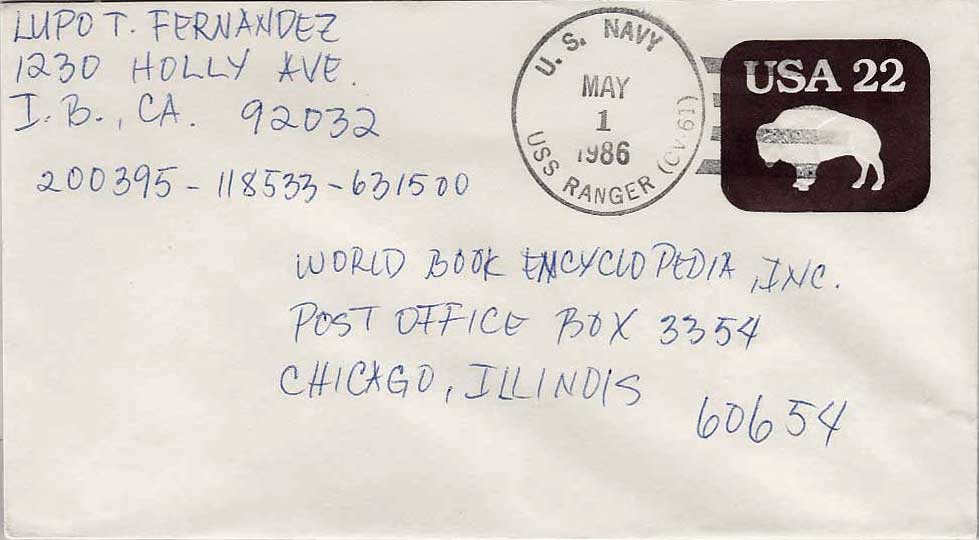 LUPO T. FERNANDEZ
1230 HOLLY AVE.
I.B., CA. 92032
200395-118533-631500
U.S. NAVY
MAY
1
1986
USS RANGER (CV-61)
USA 22
WORLD BOOK ENCYCLOPEDIA, INC.
POST OFFICE BOX 3354
CHICAGO, ILLINOIS
60654